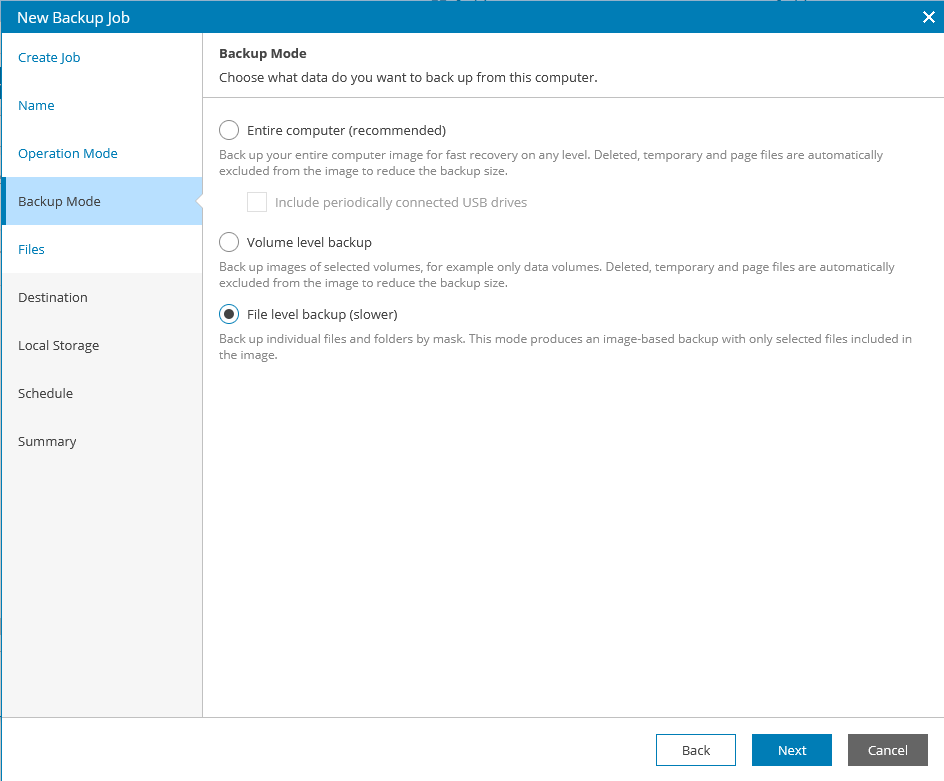 New Backup Job
Create Job
Name
Operation Mode
Backup Mode
Files
Destination
Local Storage
Schedule
Summary
Backup Mode
Choose what data do you want to back up from this computer.
Entire computer (recommended)
Back up your entire computer image for fast recovery on any level. Deleted, temporary and page files are automatically
excluded from the image to reduce the backup size.
Include periodically connected USB drives
Volume level backup
Back up images of selected volumes, for example only data volumes. Deleted, temporary and page files are automatically
excluded from the image to reduce the backup size.
File level backup (slower)
Back up individual files and folders by mask. This mode produces an image-based backup with only selected files included in
the image.
Back
Next
Cancel